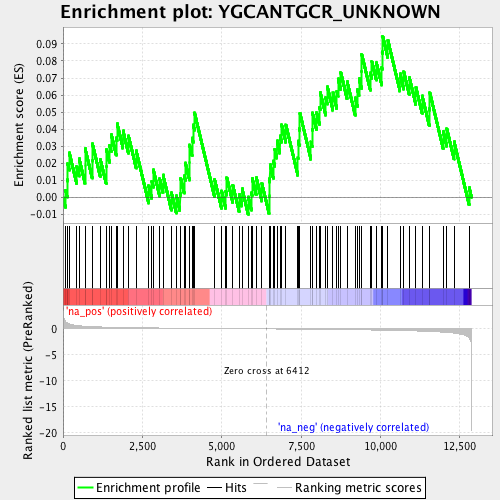 Enrichment plot: YGCANTGCR_UNKNOWN
Enrichment score (ES)
0.09
0.08
0.07
0.06
0.05
0.04
0.03
0.02
0.01
0.00
-0.01
'na_pos' (positively correlated)
Ranked list metric (PreRanked)
0
-5
-10
-15
-20
Zero cross at 6412
'na_neg' (negatively correlated)
0
2,500
5,000
7,500
10,000
12,500
Rank in Ordered Dataset
Enrichment profile
Hits
Ranking metric scores